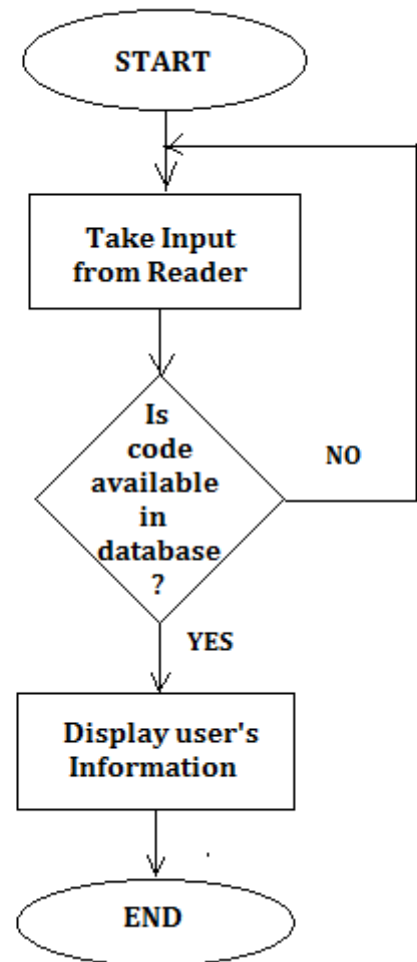 START
Take Input
from Reader
Is
code
available
in
database
?
NO
YES
Display user's
Information
END